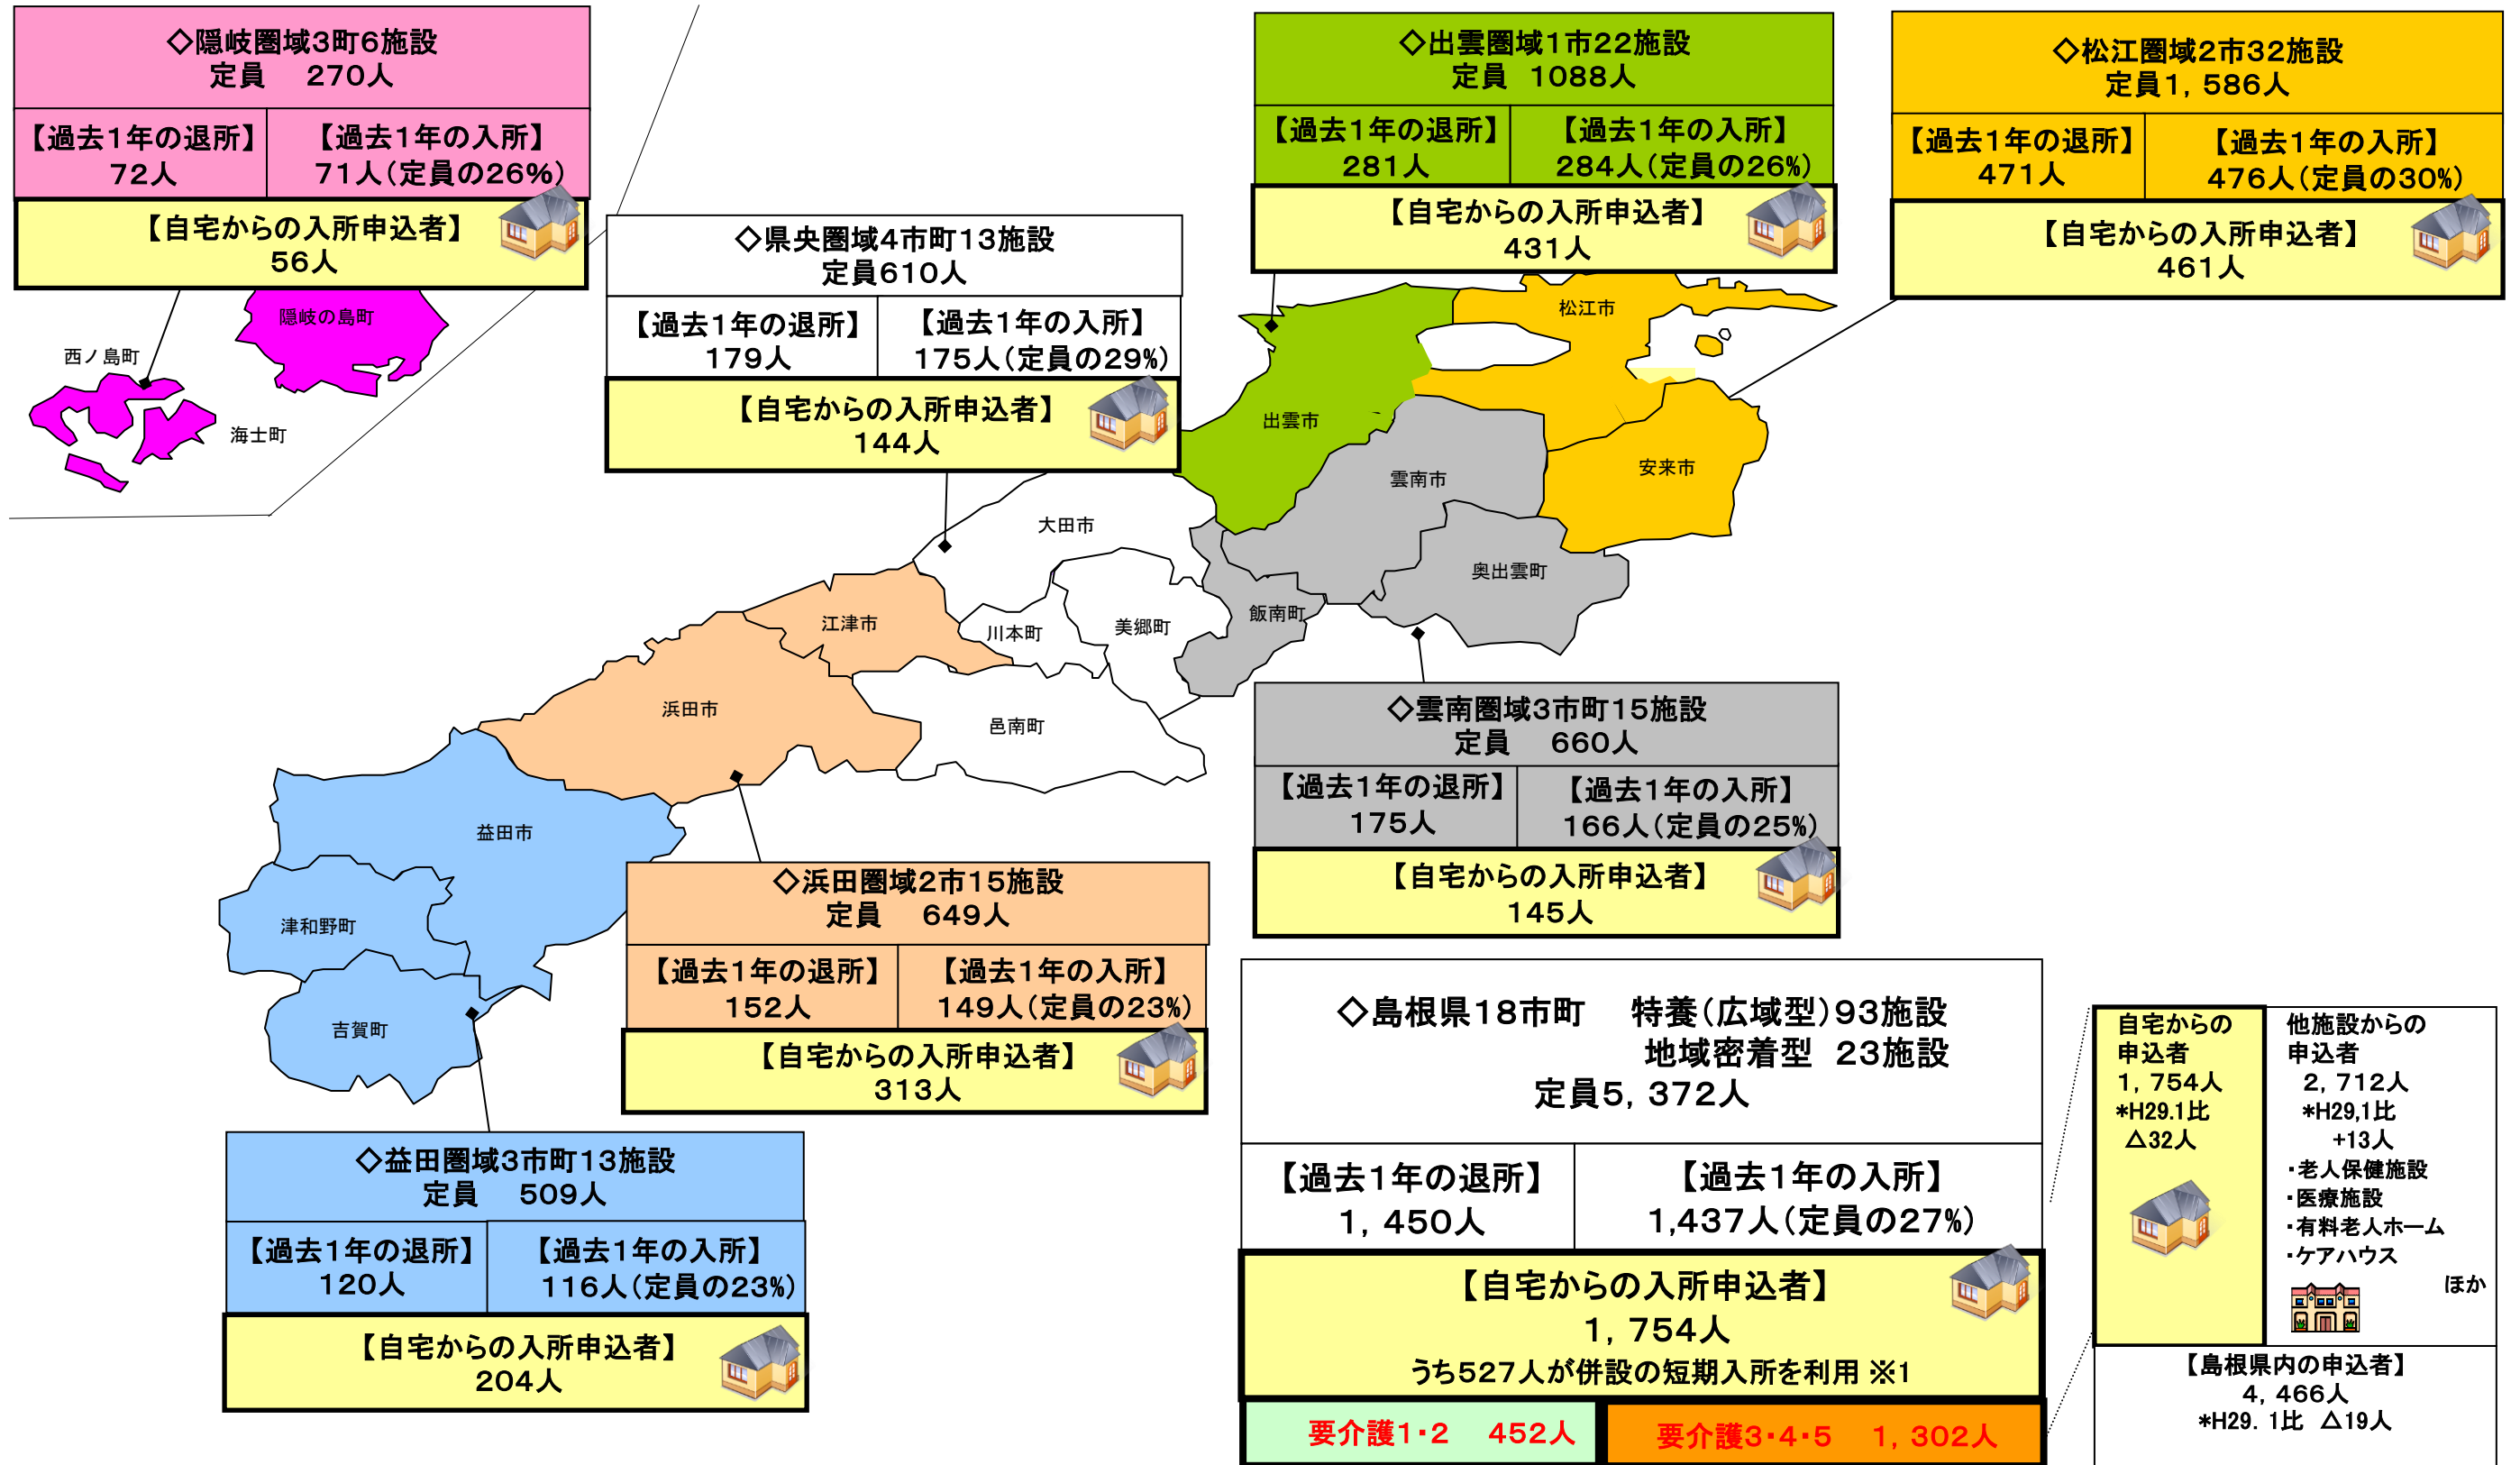 ◇隠岐圏域3町6施設
定員　270人
【過去1年の退所】
72人
【過去1年の入所】
71人(定員の26%)
【自宅からの入所申込者】
56人
隠岐の島町
西ノ島町
海士町
◇県央圏域4市町13施設
定員610人
【過去1年の退所】
179人
【過去1年の入所】
175人(定員の29%)
【自宅からの入所申込者】
144人
◇出雲圏域1市22施設
定員　1088人
【過去1年の退所】
281人
【過去1年の入所】
284人(定員の26%)
【自宅からの入所申込者】
431人
◇松江圏域2市32施設
定員1,586人
【過去1年の退所】
471人
【過去1年の入所】
476人(定員の30%)
【自宅からの入所申込者】
461人
松江市
出雲市
安来市
雲南市
奥出雲町
飯南町
大田市
美郷町
川本町
江津市
邑南町
浜田市
益田市
津和野町
吉賀町
◇雲南圏域3市町15施設
定員　660人
【過去1年の退所】
175人
【過去1年の入所】
166人(定員の25%)
【自宅からの入所申込者】
145人
◇浜田圏域2市15施設
定員　649人
【過去1年の退所】
152人
【過去1年の入所】
149人(定員の23%)
【自宅からの入所申込者】
313人
◇益田圏域3市町13施設
定員　509人
【過去1年の退所】
120人
【過去1年の入所】
116人(定員の23%)
【自宅からの入所申込者】
204人
◇島根県18市町　特養(広域型)93施設
地域密着型　23施設
定員5,372人
【過去1年の退所】
1,450人
【過去1年の入所】
1,437人(定員の27%)
【自宅からの入所申込者】
1,754人
うち527人が併設の短期入所を利用 ※1
要介護1・2　452人
要介護3・4・5　1,302人
自宅からの
申込者
1,754人
*H29.1比
△32人
他施設からの
申込者
2,712人
*H29,1比
+13人
・老人保健施設
・医療施設
・有料老人ホーム
・ケアハウス
ほか
【島根県内の申込者】
4,466人
*H29.1比　△19人